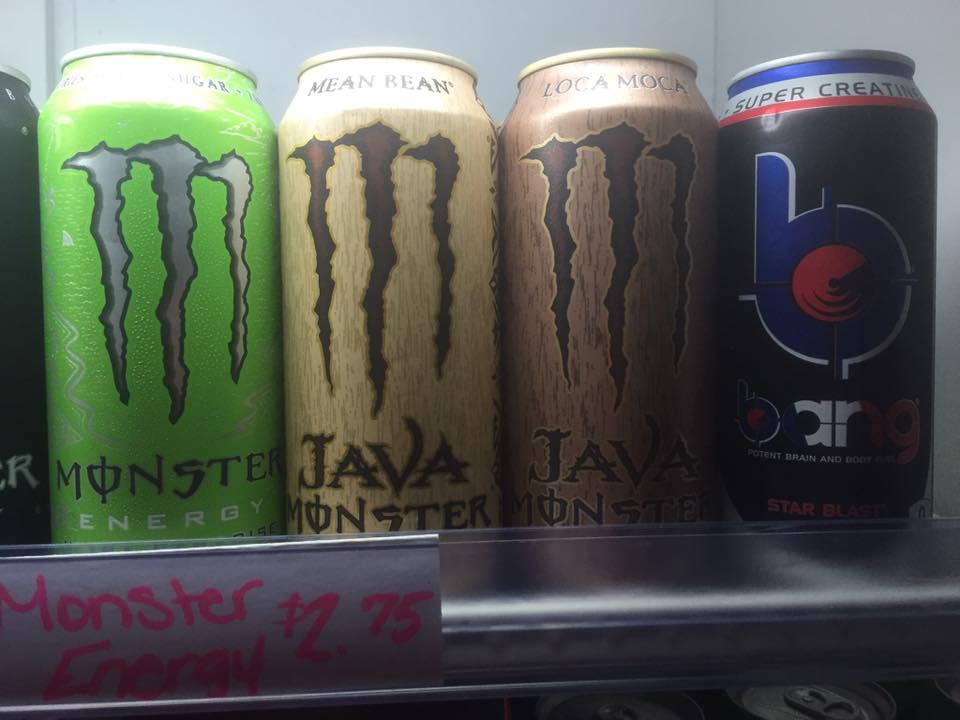 B
SUGAR +
MONSTER
ENERGY
MEAN BEAN®
JAVA
MONSTER
LOCA MOCA
JAVA
MONSTER
SUPER CREATINE
b
bang®
POTENT BRAIN AND BODY FUEL
STAR BLAST
ER
Monster
Energy $2.75